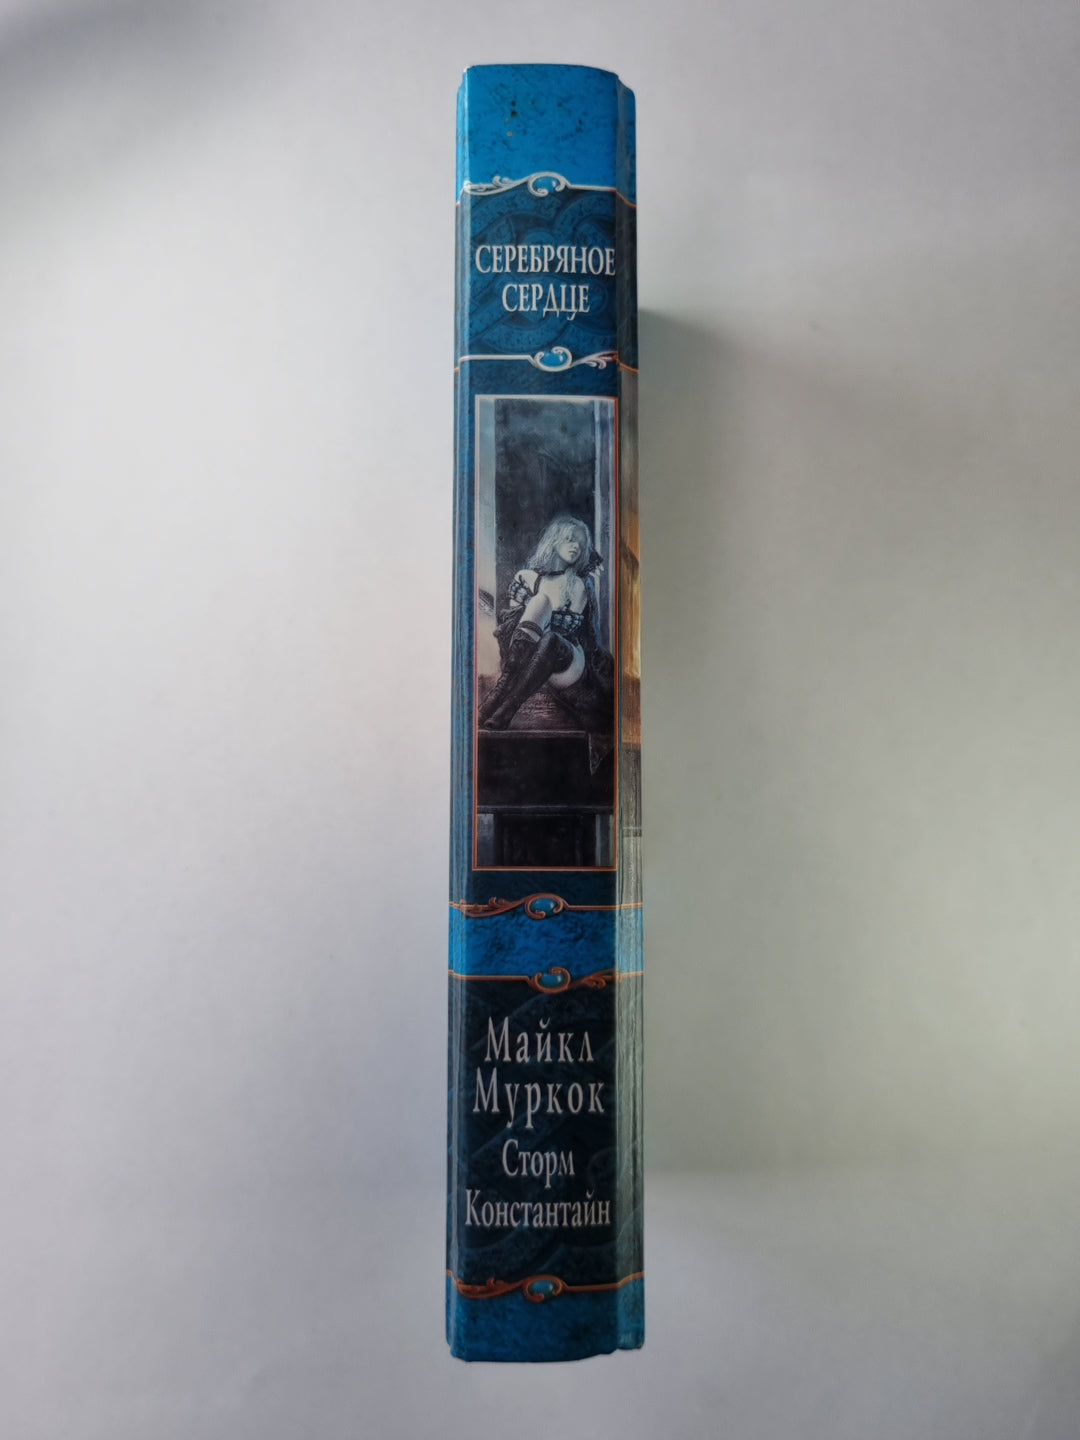 СЕРЕБРЯНОЕ
СЕРДЦЕ
Майкл
Муркок
Сторм
Константайн